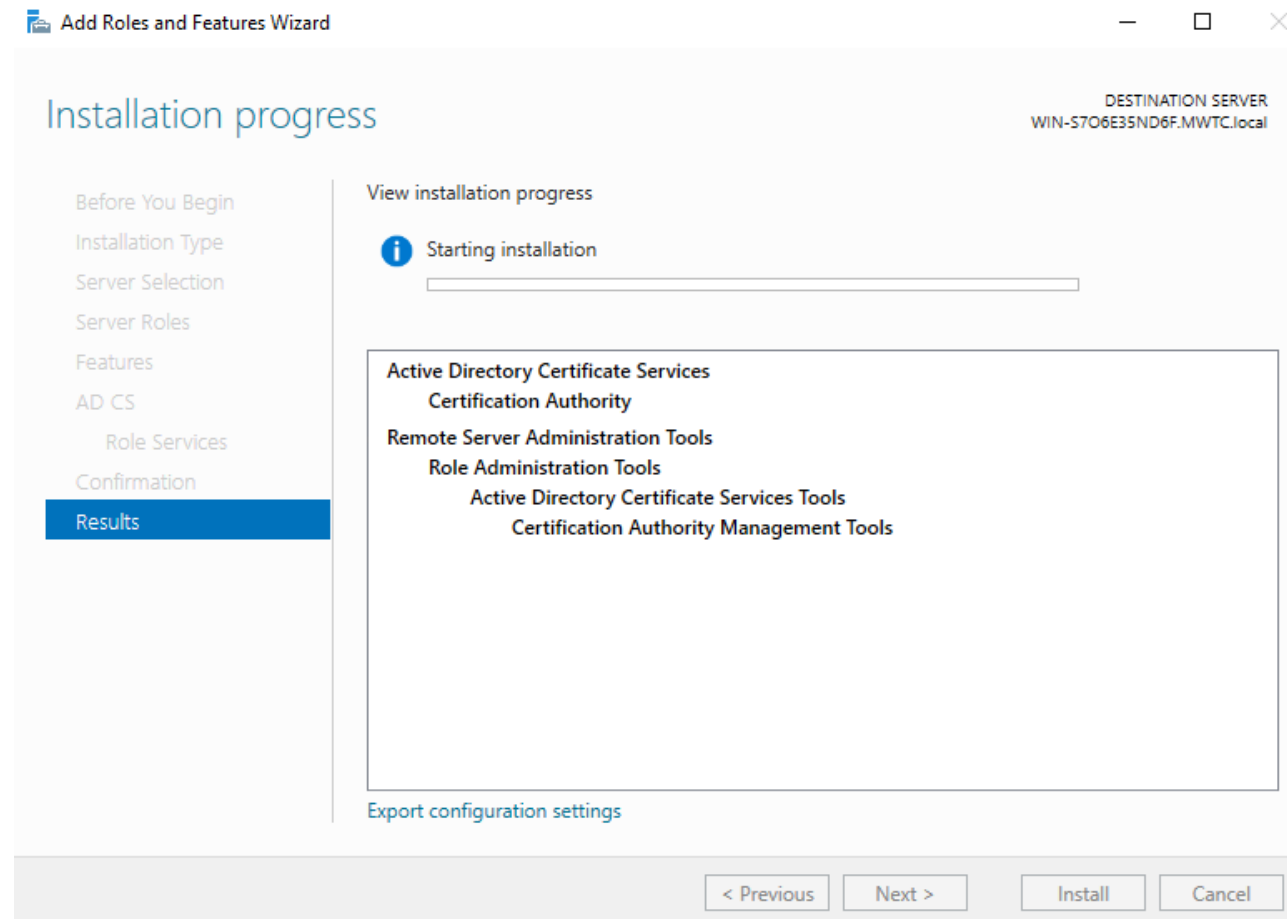 Add Roles and Features Wizard
Installation progress
DESTINATION SERVER
WIN-S7O6E35ND6F.MWTC.local
Before You Begin
Installation Type
Server Selection
Server Roles
Features
AD CS
Role Services
Confirmation
Results
View installation progress
Starting installation
Active Directory Certificate Services
Certification Authority
Remote Server Administration Tools
Role Administration Tools
Active Directory Certificate Services Tools
Certification Authority Management Tools
Export configuration settings
< Previous
Next >
Install
Cancel